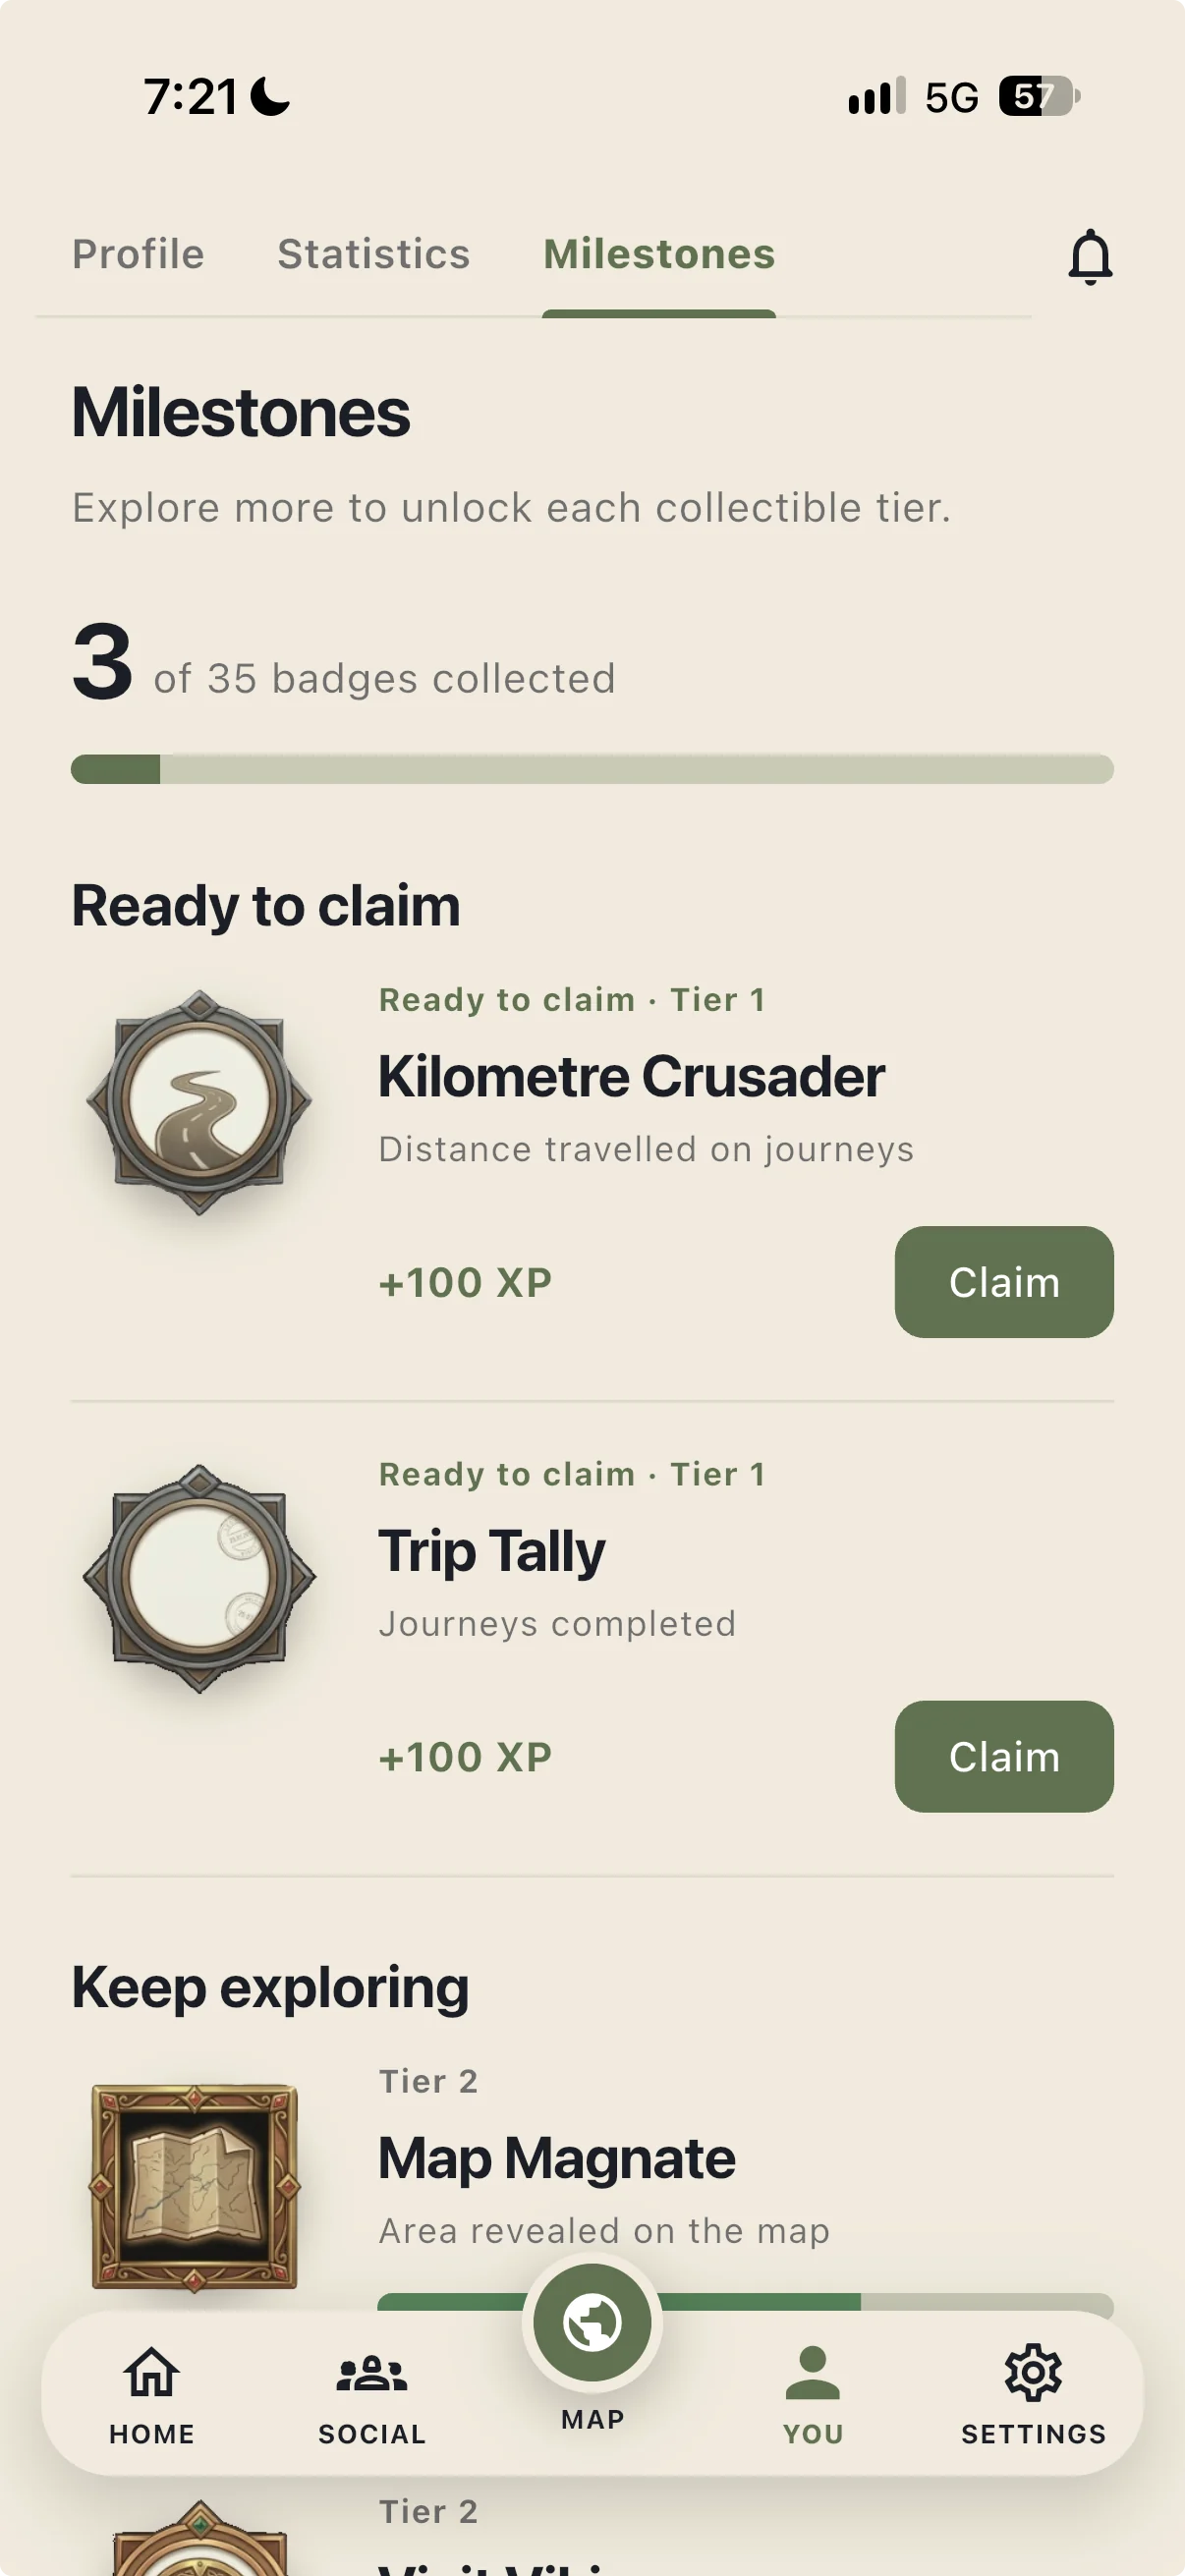 7:21
5G
57
Profile
Statistics
Milestones
Milestones
Explore more to unlock each collectible tier.
3 of 35 badges collected
Ready to claim
Ready to claim · Tier 1
Kilometre Crusader
Distance travelled on journeys
+100 XP
Claim
Ready to claim · Tier 1
Trip Tally
Journeys completed
+100 XP
Claim
Keep exploring
Tier 2
Map Magnate
Area revealed on the map
HOME
SOCIAL
MAP
YOU
SETTINGS
Tier 2